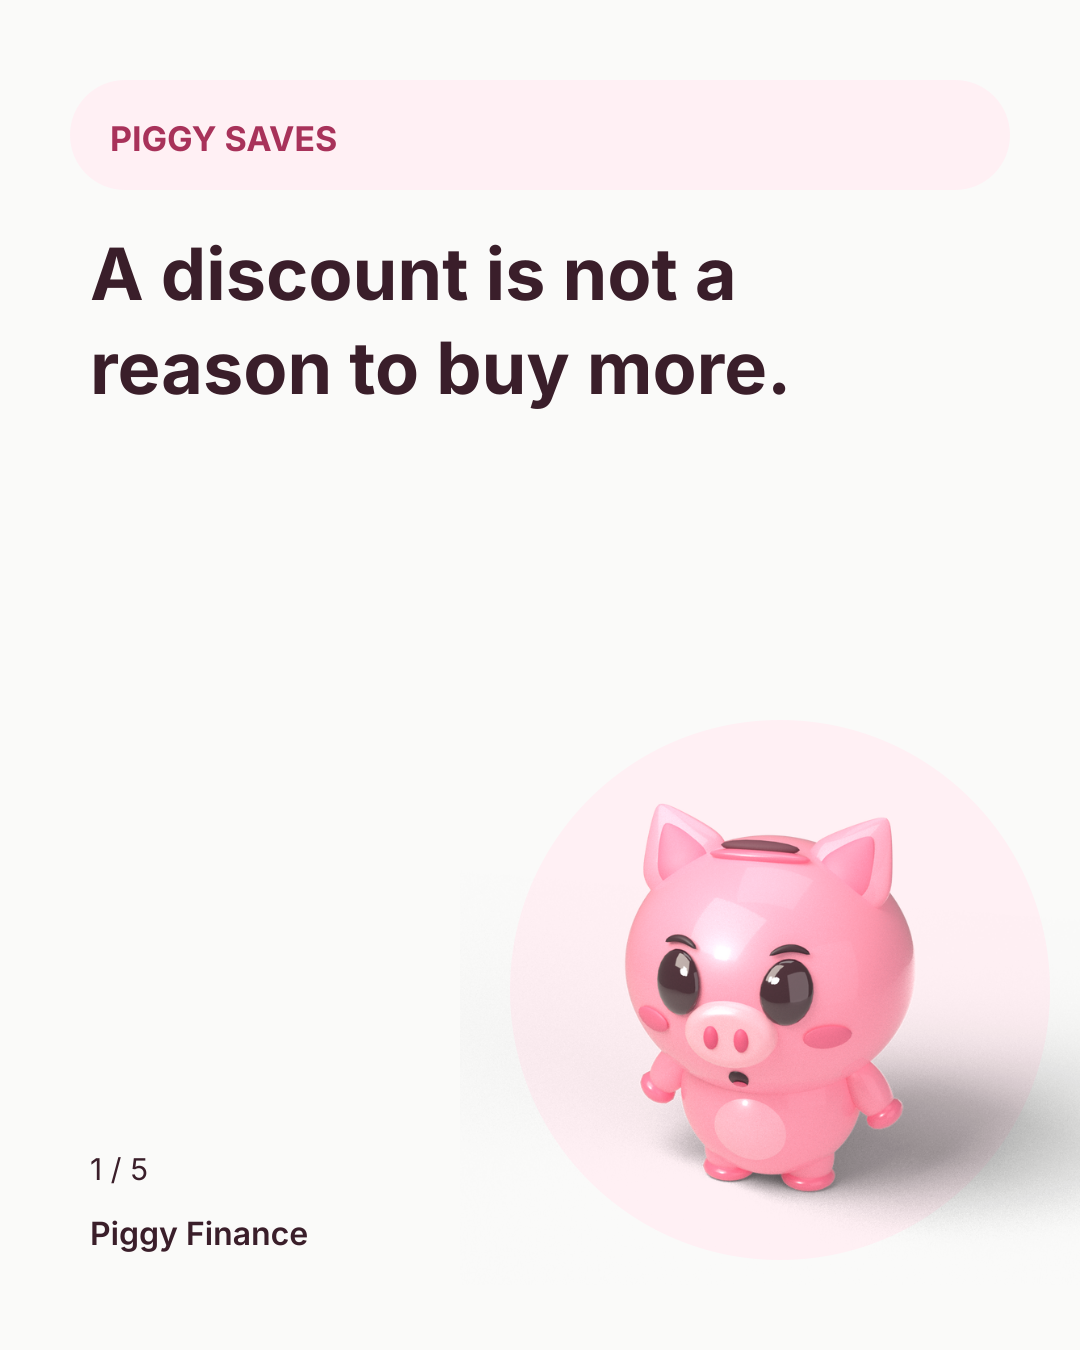 PIGGY SAVES
A discount is not a
reason to buy more.
1 / 5
Piggy Finance